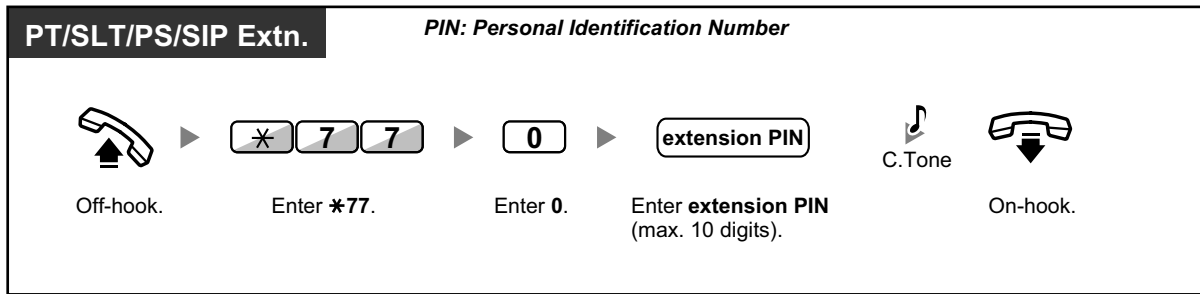 PT/SLT/PS/SIP Extn.
PIN: Personal Identification Number
✳ 7 7
0
extension PIN
C.Tone
Off-hook.
Enter ✳77.
Enter 0.
Enter extension PIN
(max. 10 digits).
On-hook.